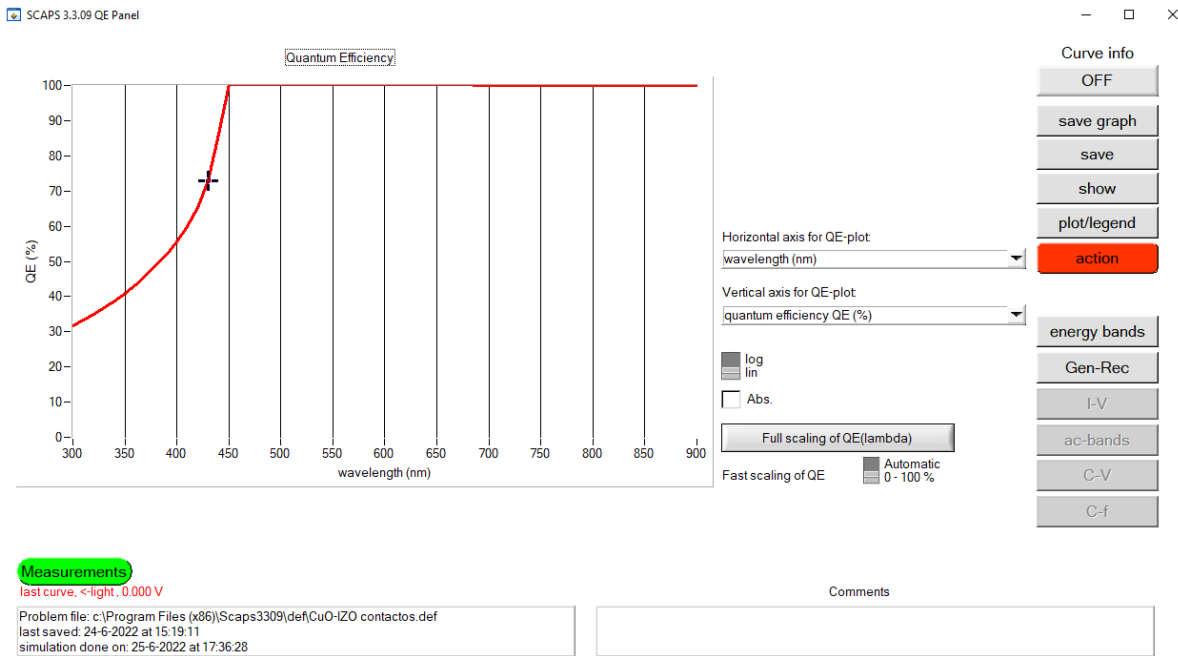 SCAPS 3.3.09 QE Panel
Quantum Efficiency
100
90
80
70
60
50
40
30
20
10
0
QE (%)
300 350 400 450 500 550 600 650 700 750 800 850 900
wavelength (nm)
Horizontal axis for QE-plot:
wavelength (nm)
Vertical axis for QE-plot:
quantum efficiency QE (%)
log
lin
Abs.
Full scaling of QE(lambda)
Fast scaling of QE
Automatic
0 - 100 %
Curve info
OFF
save graph
save
show
plot/legend
action
energy bands
Gen-Rec
I-V
ac-bands
C-V
C-f
Measurements
last curve, <-light , 0.000 V
Problem file: c:\Program Files (x86)\Scaps3309\def\CuO-IZO contactos.def
last saved: 24-6-2022 at 15:19:11
simulation done on: 25-6-2022 at 17:36:28
Comments